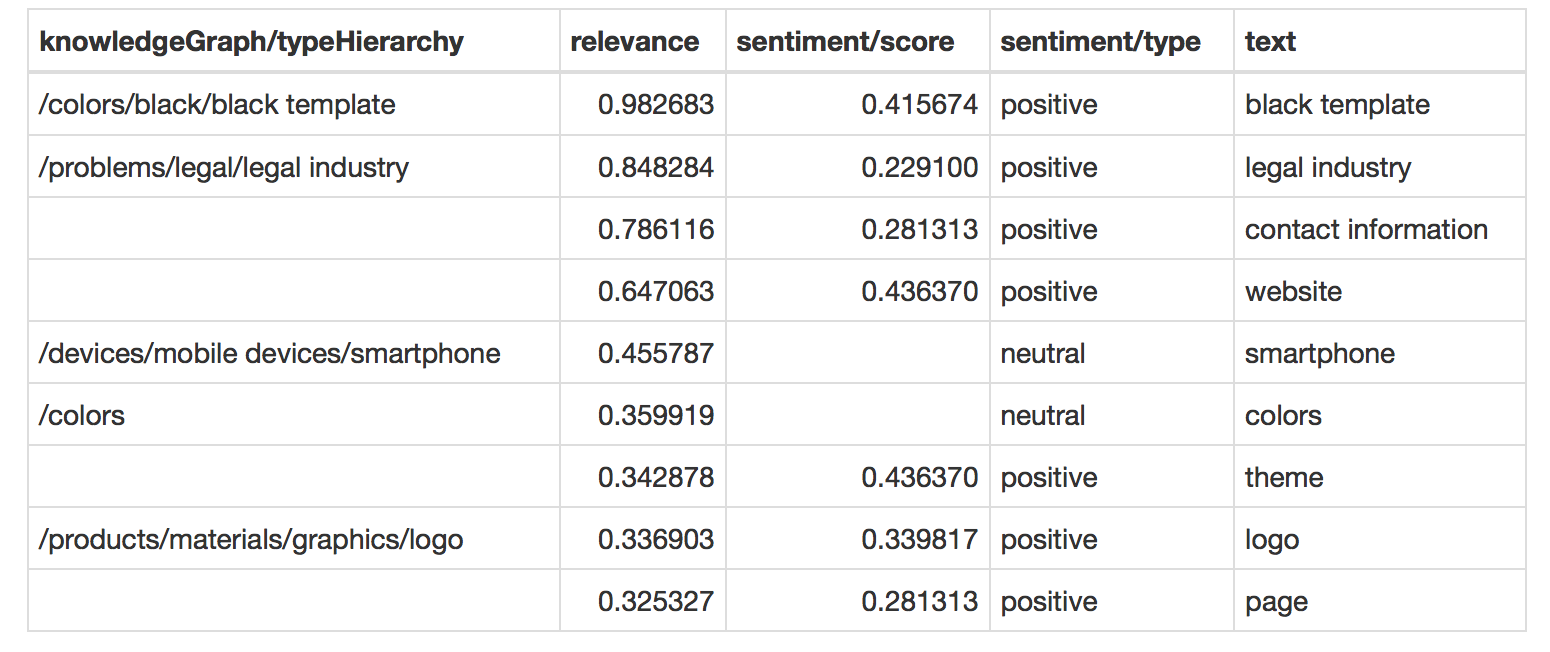 knowledgeGraph/typeHierarchy relevance sentiment/score sentiment/type text
/colors/black/black template 0.982683 0.415674 positive black template
/problems/legal/legal industry 0.848284 0.229100 positive legal industry
0.786116 0.281313 positive contact information
0.647063 0.436370 positive website
/devices/mobile devices/smartphone 0.455787 neutral smartphone
/colors 0.359919 neutral colors
0.342878 0.436370 positive theme
/products/materials/graphics/logo 0.336903 0.339817 positive logo
0.325327 0.281313 positive page